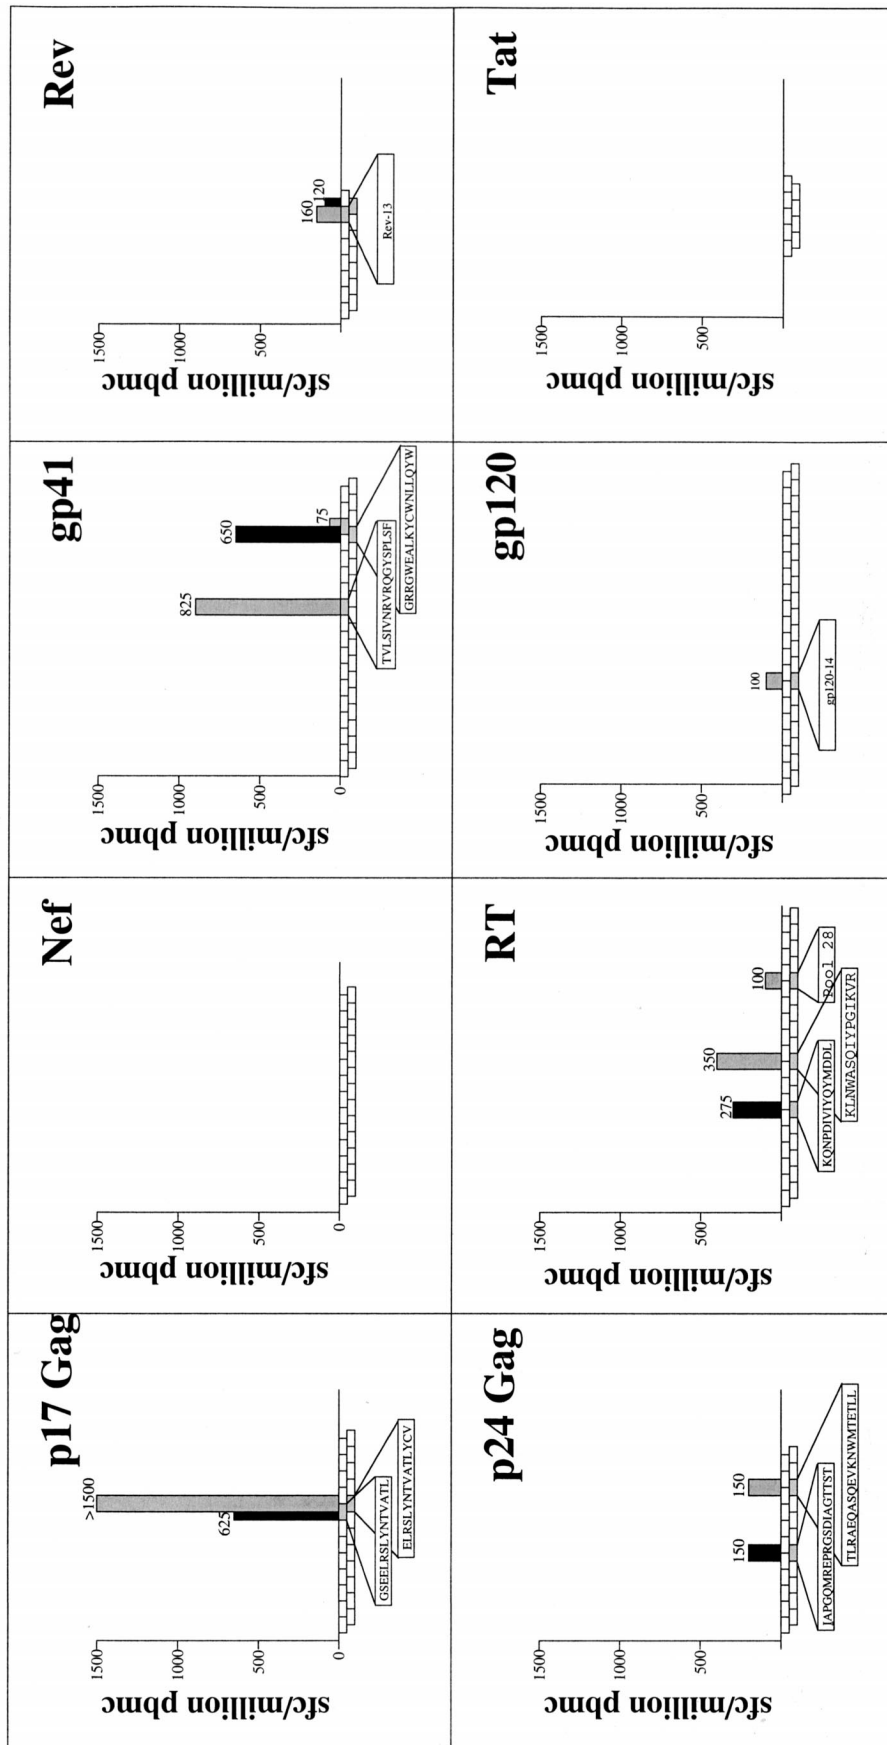 p17 Gag
sfc/million pbmc
1500
1000
500
0
625
>1500
GSEELRSLYNTVATL
ELRSLYNTVATLYCV
Nef
sfc/million pbmc
1500
1000
500
0
gp41
sfc/million pbmc
1500
1000
500
0
825
650
75
TVLSIVNRVRQGYSPLSF
GRRGWEALKYCWNLLQYW
Rev
sfc/million pbmc
1500
1000
500
160
120
Rev-13
p24 Gag
sfc/million pbmc
1500
1000
500
150
150
IAPGQMREPRGSDIAGTTST
TLRAEQASQEVKNWMTETLL
RT
sfc/million pbmc
1500
1000
500
275
350
100
KQNPDIVIYQYMDDL
Pool 28
KLNWASQIYPGIKVR
gp120
sfc/million pbmc
1500
1000
500
100
gp120-14
Tat
sfc/million pbmc
1500
1000
500